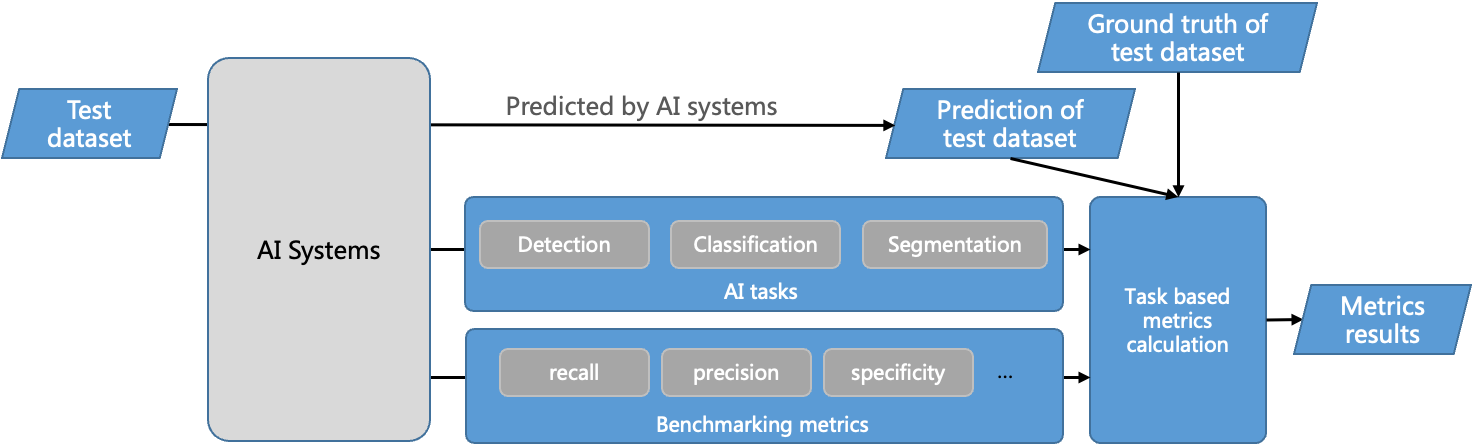 Ground truth of
test dataset
Test
dataset
Predicted by AI systems
Prediction of
test dataset
AI Systems
Detection
Classification
Segmentation
AI tasks
Task based
metrics
calculation
Metrics
results
recall
precision
specificity
...
Benchmarking metrics